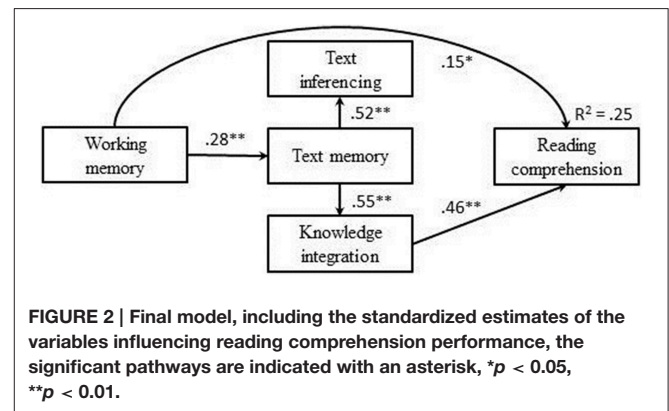 Text
inferencing
.15*
R² = .25
.52**
Working
memory
.28**
Text memory
Reading
comprehension
.55**
.46**
Knowledge
integration
FIGURE 2 | Final model, including the standardized estimates of the
variables influencing reading comprehension performance, the
significant pathways are indicated with an asterisk, *p < 0.05,
**p < 0.01.